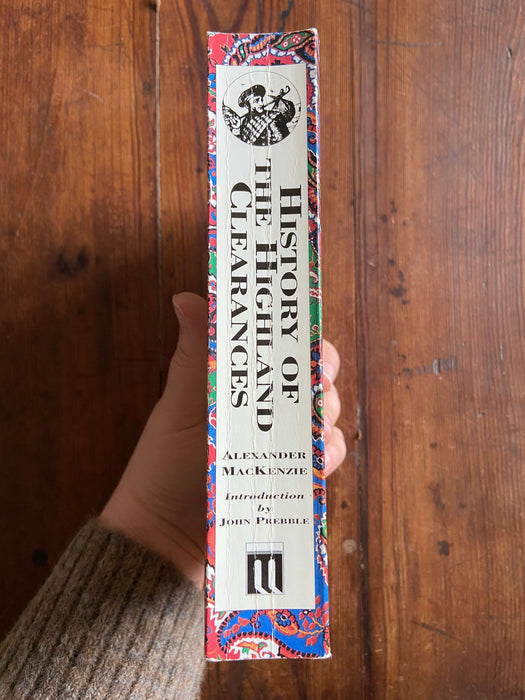 HISTORY OF
THE HIGHLAND
CLEARANCES
ALEXANDER
MACKENZIE
Introduction
by
JOHN PREBBLE